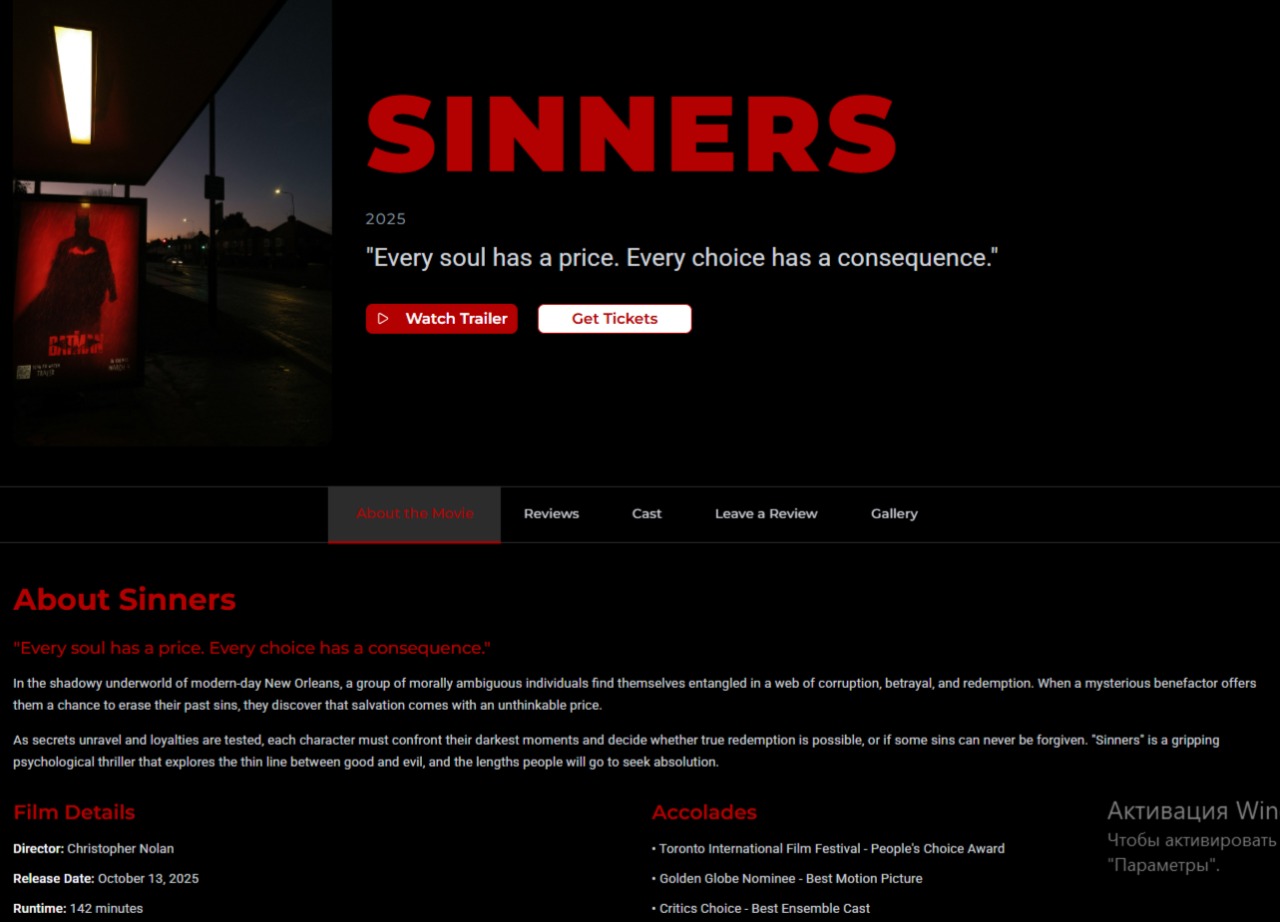 BATMAN
SINNERS
2025
"Every soul has a price. Every choice has a consequence."
Watch Trailer
Get Tickets
About the Movie
Reviews
Cast
Leave a Review
Gallery
About Sinners
"Every soul has a price. Every choice has a consequence."
In the shadowy underworld of modern-day New Orleans, a group of morally ambiguous individuals find themselves entangled in a web of corruption, betrayal, and redemption. When a mysterious benefactor offers
them a chance to erase their past sins, they discover that salvation comes with an unthinkable price.
As secrets unravel and loyalties are tested, each character must confront their darkest moments and decide whether true redemption is possible, or if some sins can never be forgiven. "Sinners" is a gripping
psychological thriller that explores the thin line between good and evil, and the lengths people will go to seek absolution.
Film Details
Director: Christopher Nolan
Release Date: October 13, 2025
Runtime: 142 minutes
Accolades
• Toronto International Film Festival - People's Choice Award
• Golden Globe Nominee - Best Motion Picture
• Critics Choice - Best Ensemble Cast
Активация Win
Чтобы активировать
"Параметры".